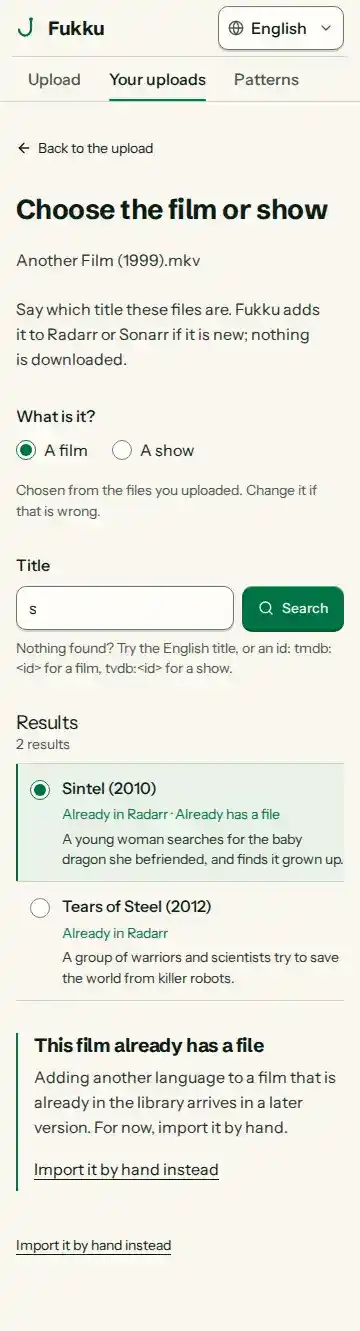 Fukku
English
Upload
Your uploads
Patterns
Back to the upload
Choose the film or show
Another Film (1999).mkv
Say which title these files are. Fukku adds
it to Radarr or Sonarr if it is new; nothing
is downloaded.
What is it?
A film
A show
Chosen from the files you uploaded. Change it if
that is wrong.
Title
s
Search
Nothing found? Try the English title, or an id: tmdb:
<id> for a film, tvdb:<id> for a show.
Results
2 results
Sintel (2010)
Already in Radarr · Already has a file
A young woman searches for the baby
dragon she befriended, and finds it grown up.
Tears of Steel (2012)
Already in Radarr
A group of warriors and scientists try to save
the world from killer robots.
This film already has a file
Adding another language to a film that is
already in the library arrives in a later
version. For now, import it by hand.
Import it by hand instead
Import it by hand instead